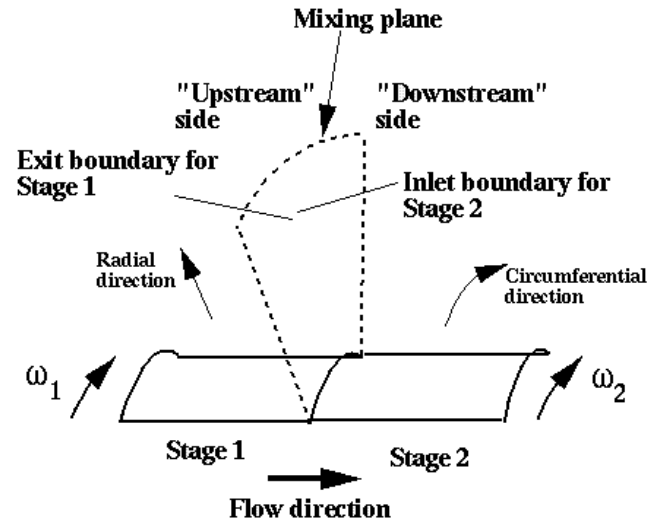 Mixing plane
"Upstream"
side
"Downstream"
side
Exit boundary for
Stage 1
Inlet boundary for
Stage 2
Radial
direction
Circumferential
direction
ω1
ω2
Stage 1
Stage 2
Flow direction